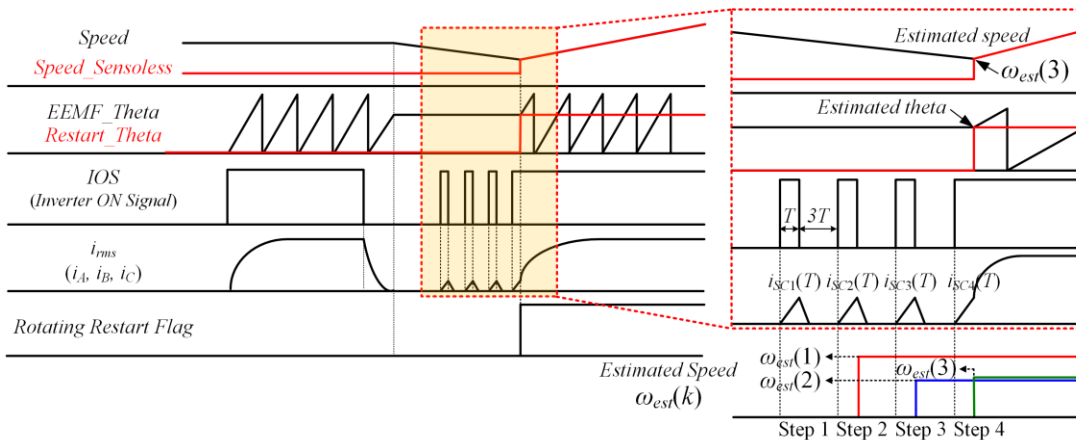 Speed
Speed_Sensoless
EEMF_Theta
Restart_Theta
IOS
(Inverter ON Signal)
i_rms
(i_A, i_B, i_C)
Rotating Restart Flag
Estimated speed
ω_est(3)
Estimated theta
T
3T
i_SC1(T) i_SC2(T) i_SC3(T) i_SC4(T)
Estimated Speed
ω_est(k)
ω_est(1)
ω_est(3)
ω_est(2)
Step 1 Step 2 Step 3 Step 4